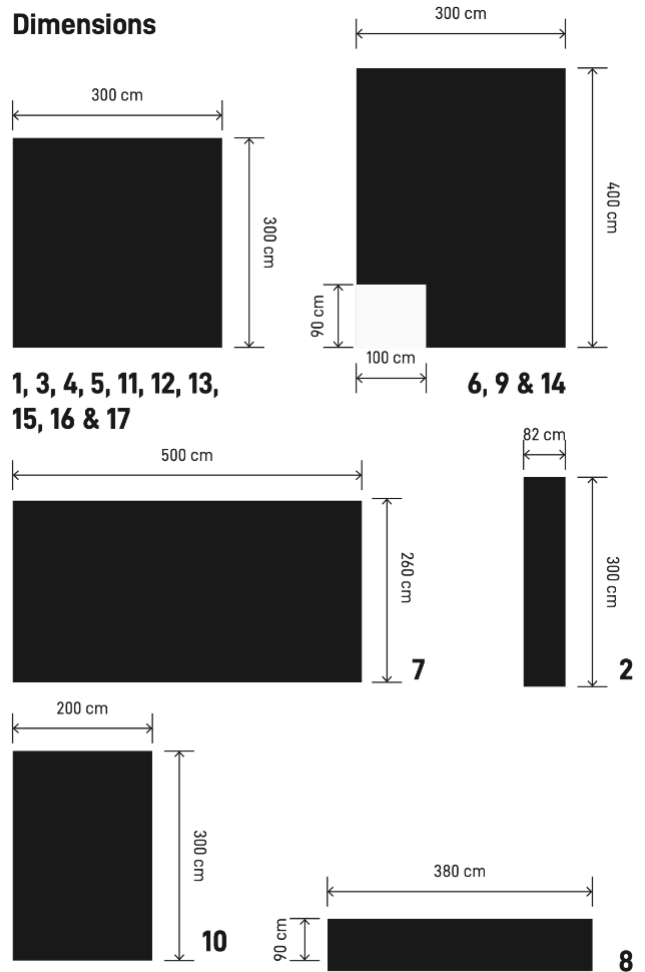 Dimensions
300 cm
300 cm
300 cm
400 cm
90 cm
100 cm
1, 3, 4, 5, 11, 12, 13,
15, 16 & 17
6, 9 & 14
500 cm
260 cm
7
82 cm
300 cm
2
200 cm
300 cm
10
380 cm
90 cm
8